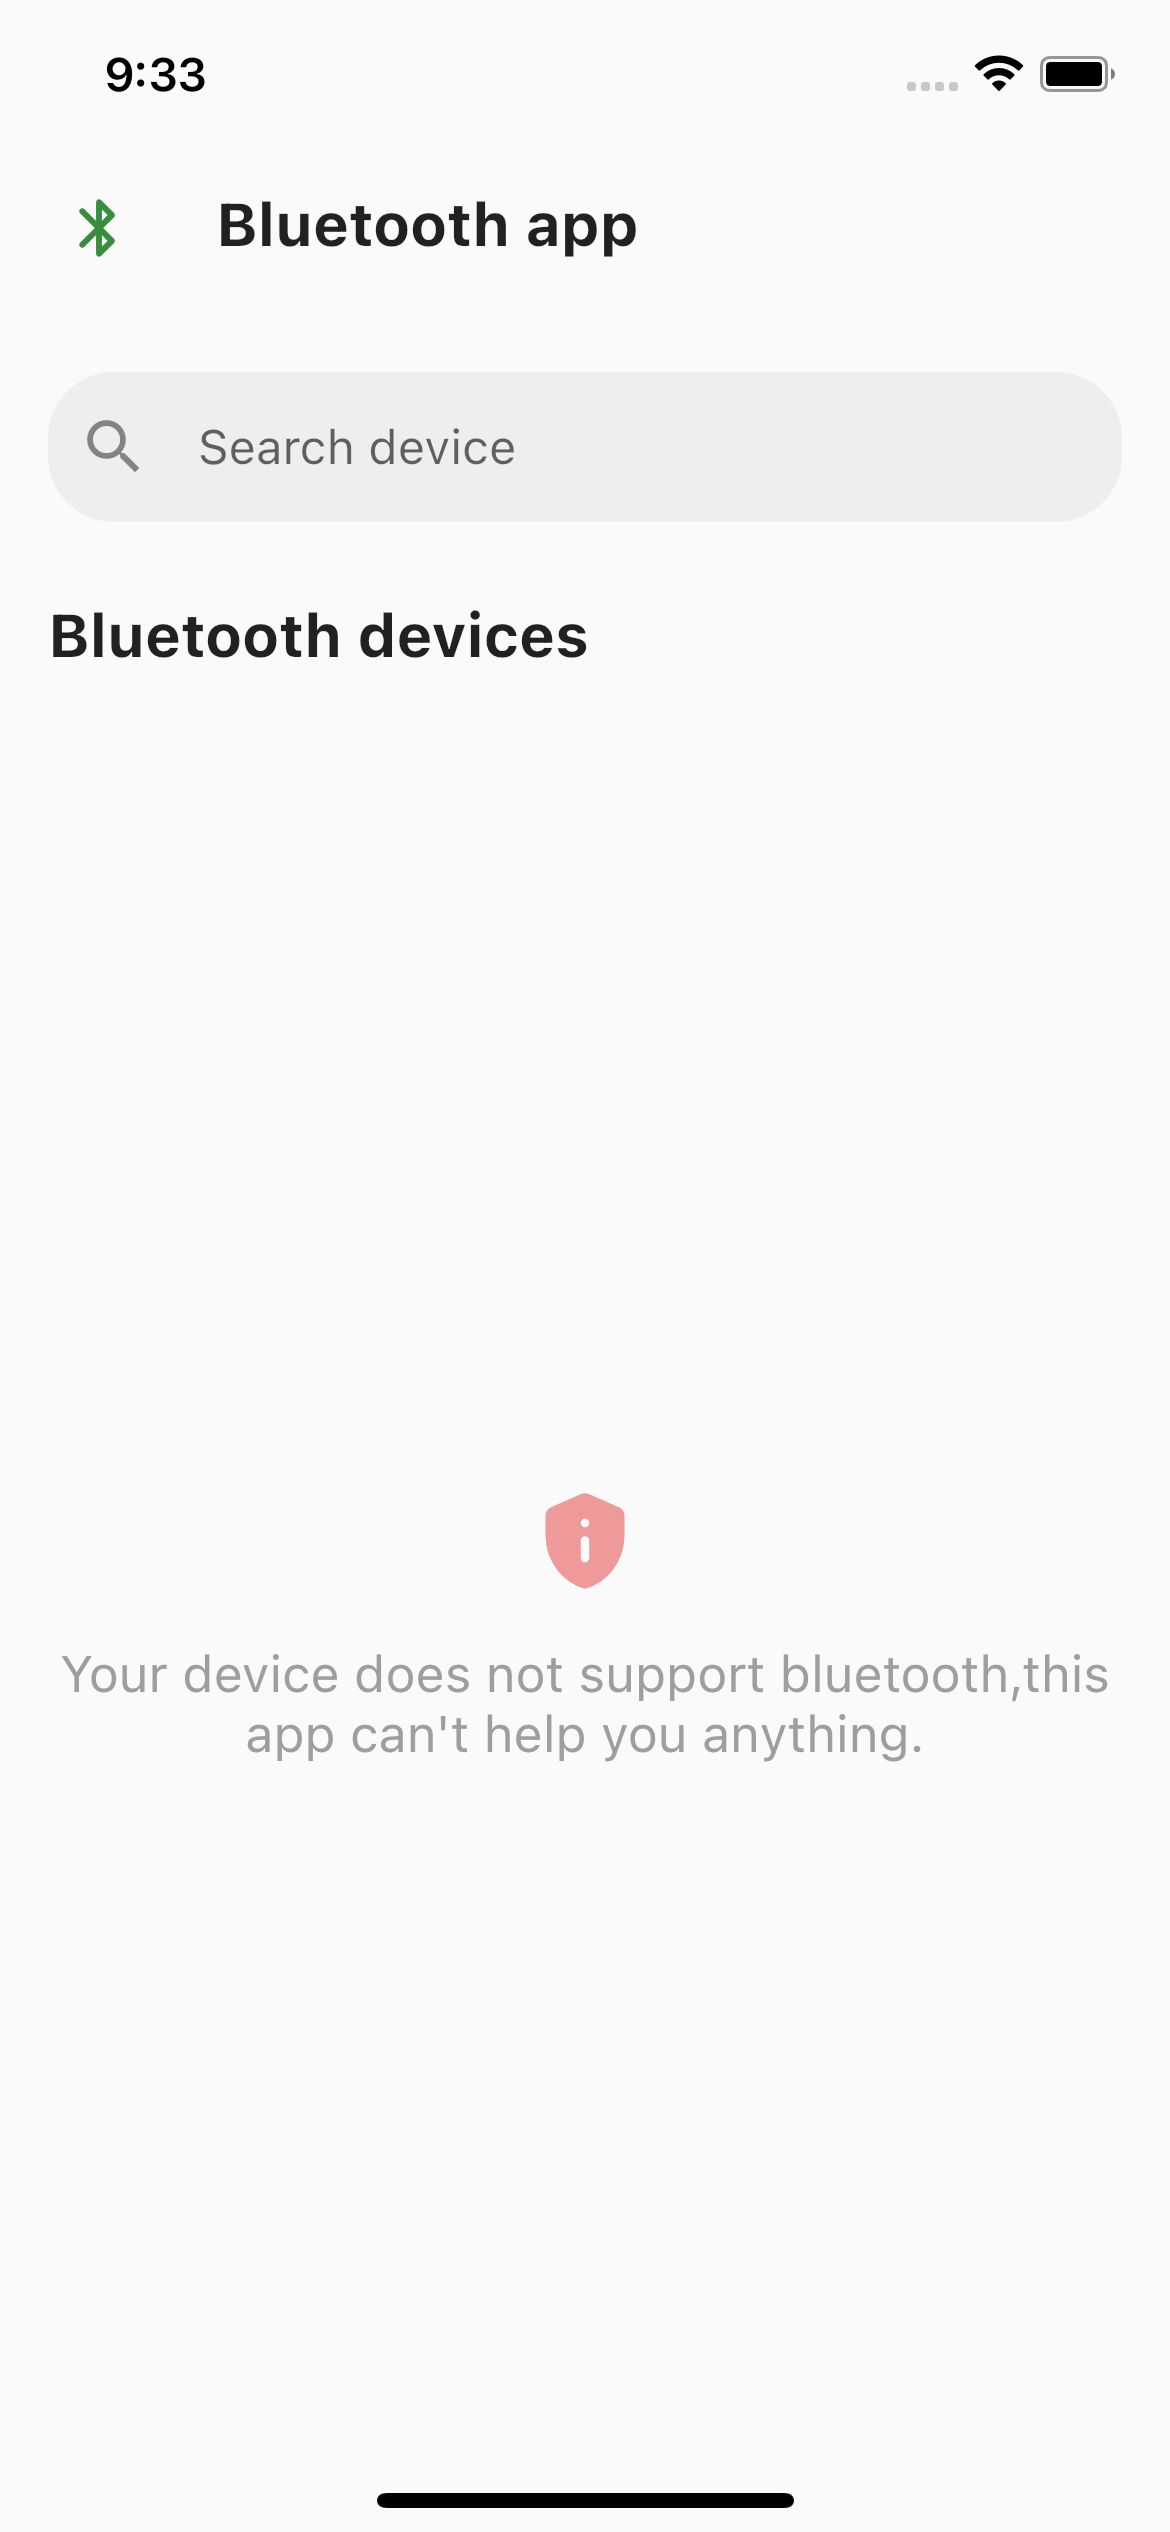 9:33
Bluetooth app
Search device
Bluetooth devices
Your device does not support bluetooth,this
app can't help you anything.